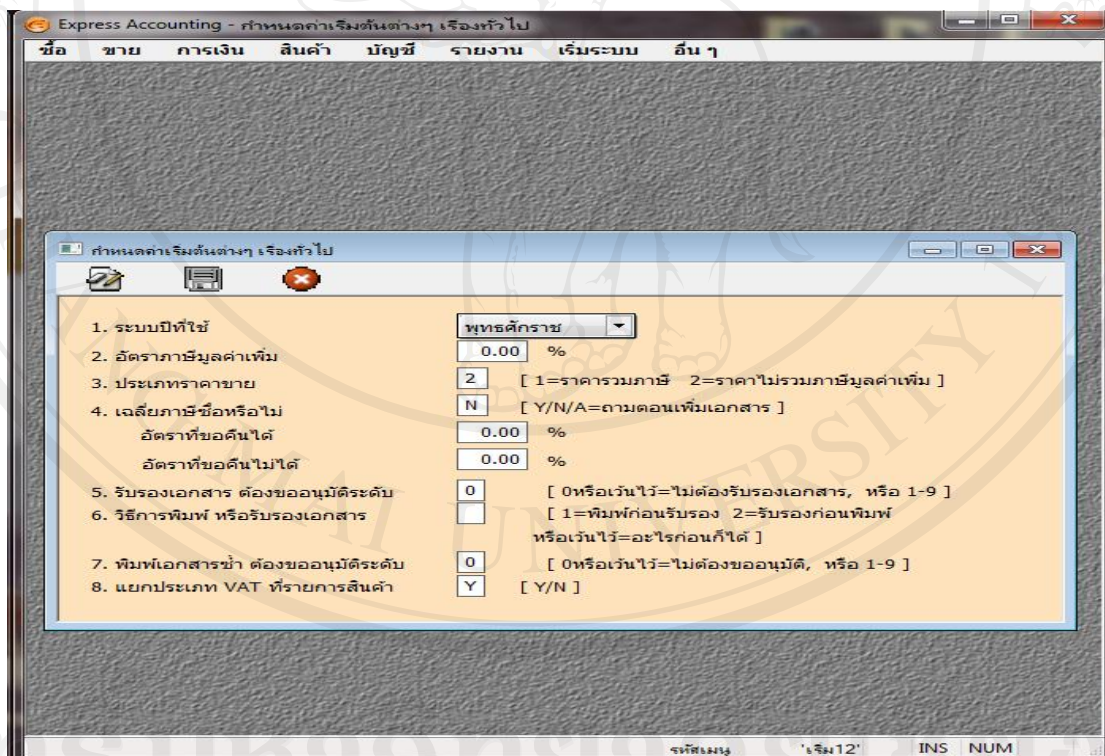 Express Accounting - กำหนดค่าเริ่มต้นต่างๆ เรื่องทั่วไป
ซื้อ ขาย การเงิน สินค้า บัญชี รายงาน เริ่มระบบ อื่น ๆ
กำหนดค่าเริ่มต้นต่างๆ เรื่องทั่วไป
1. ระบบปีที่ใช้ พุทธศักราช
2. อัตราภาษีมูลค่าเพิ่ม 0.00 %
3. ประเภทราคาขาย 2 [ 1=ราคารวมภาษี 2=ราคาไม่รวมภาษีมูลค่าเพิ่ม ]
4. เฉลี่ยภาษีซื้อหรือไม่ N [ Y/N/A=ถามตอนเพิ่มเอกสาร ]
อัตราที่ขอคืนได้ 0.00 %
อัตราที่ขอคืนไม่ได้ 0.00 %
5. รับรองเอกสาร ต้องขออนุมัติระดับ 0 [ 0หรือเว้นไว้=ไม่ต้องรับรองเอกสาร, หรือ 1-9 ]
6. วิธีการพิมพ์ หรือรับรองเอกสาร [ 1=พิมพ์ก่อนรับรอง 2=รับรองก่อนพิมพ์
หรือเว้นไว้=อะไรก่อนก็ได้ ]
7. พิมพ์เอกสารซ้ำ ต้องขออนุมัติระดับ 0 [ 0หรือเว้นไว้=ไม่ต้องขออนุมัติ, หรือ 1-9 ]
8. แยกประเภท VAT ที่รายการสินค้า Y [ Y/N ]
รหัสเมนู 'เริ่ม12' INS NUM